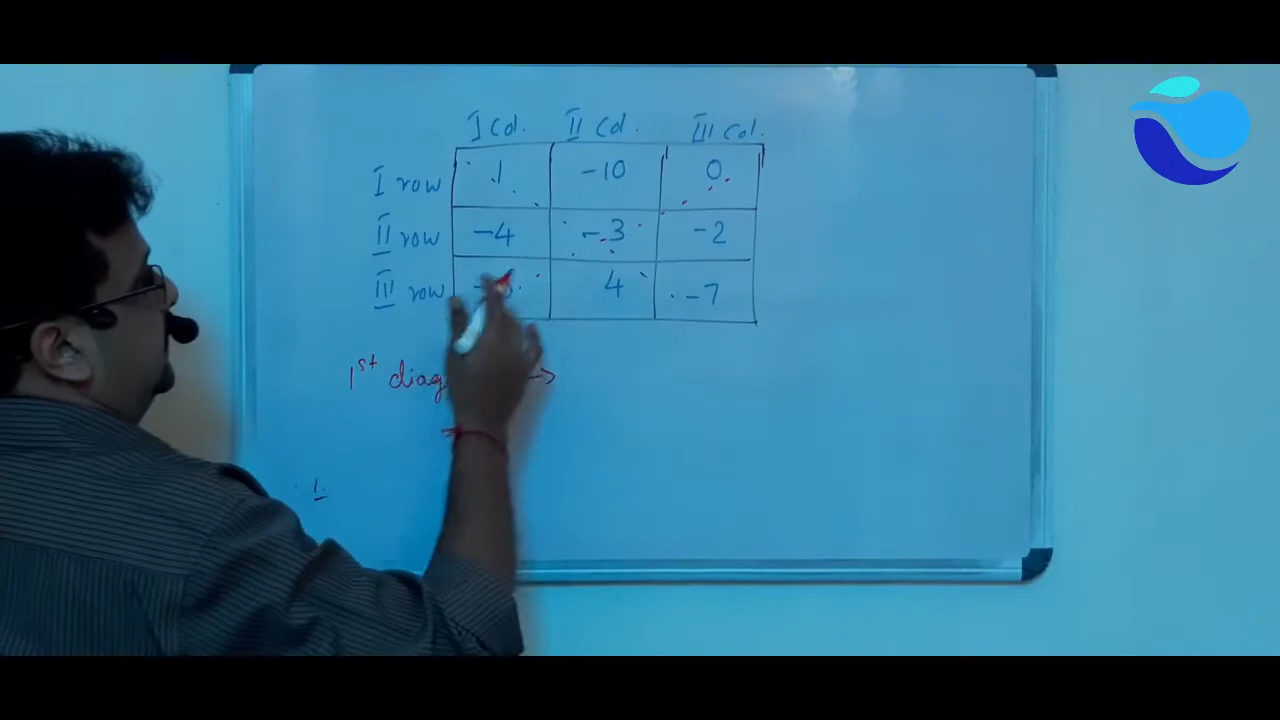 I Col. II Col. III Col.
I row 1 -10 0
II row -4 -3 -2
III row 4 -7
1st →
1.